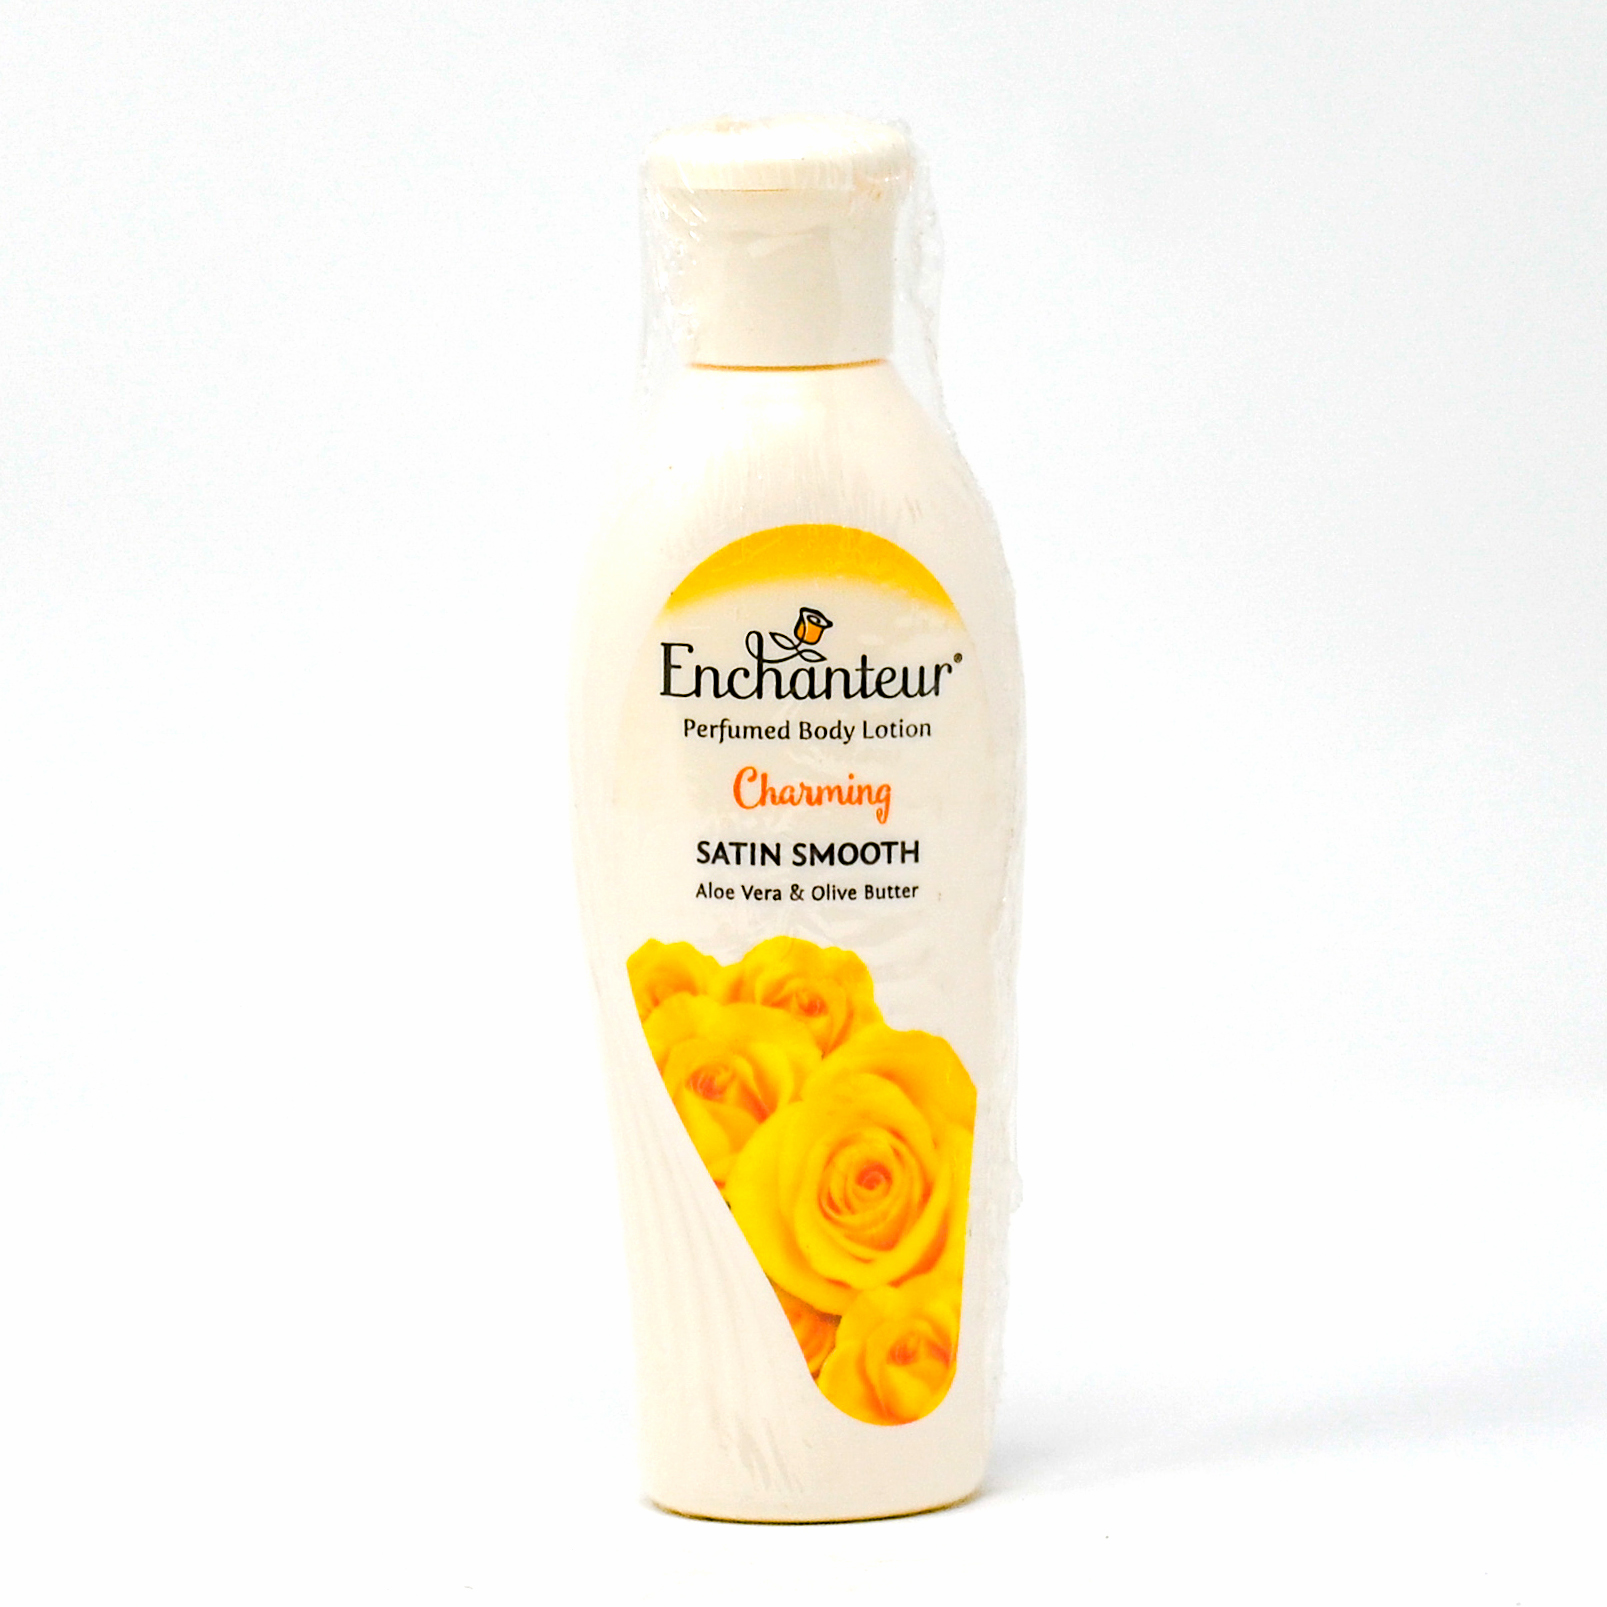 Enchanteur®
Perfumed Body Lotion
Charming
SATIN SMOOTH
Aloe Vera & Olive Butter